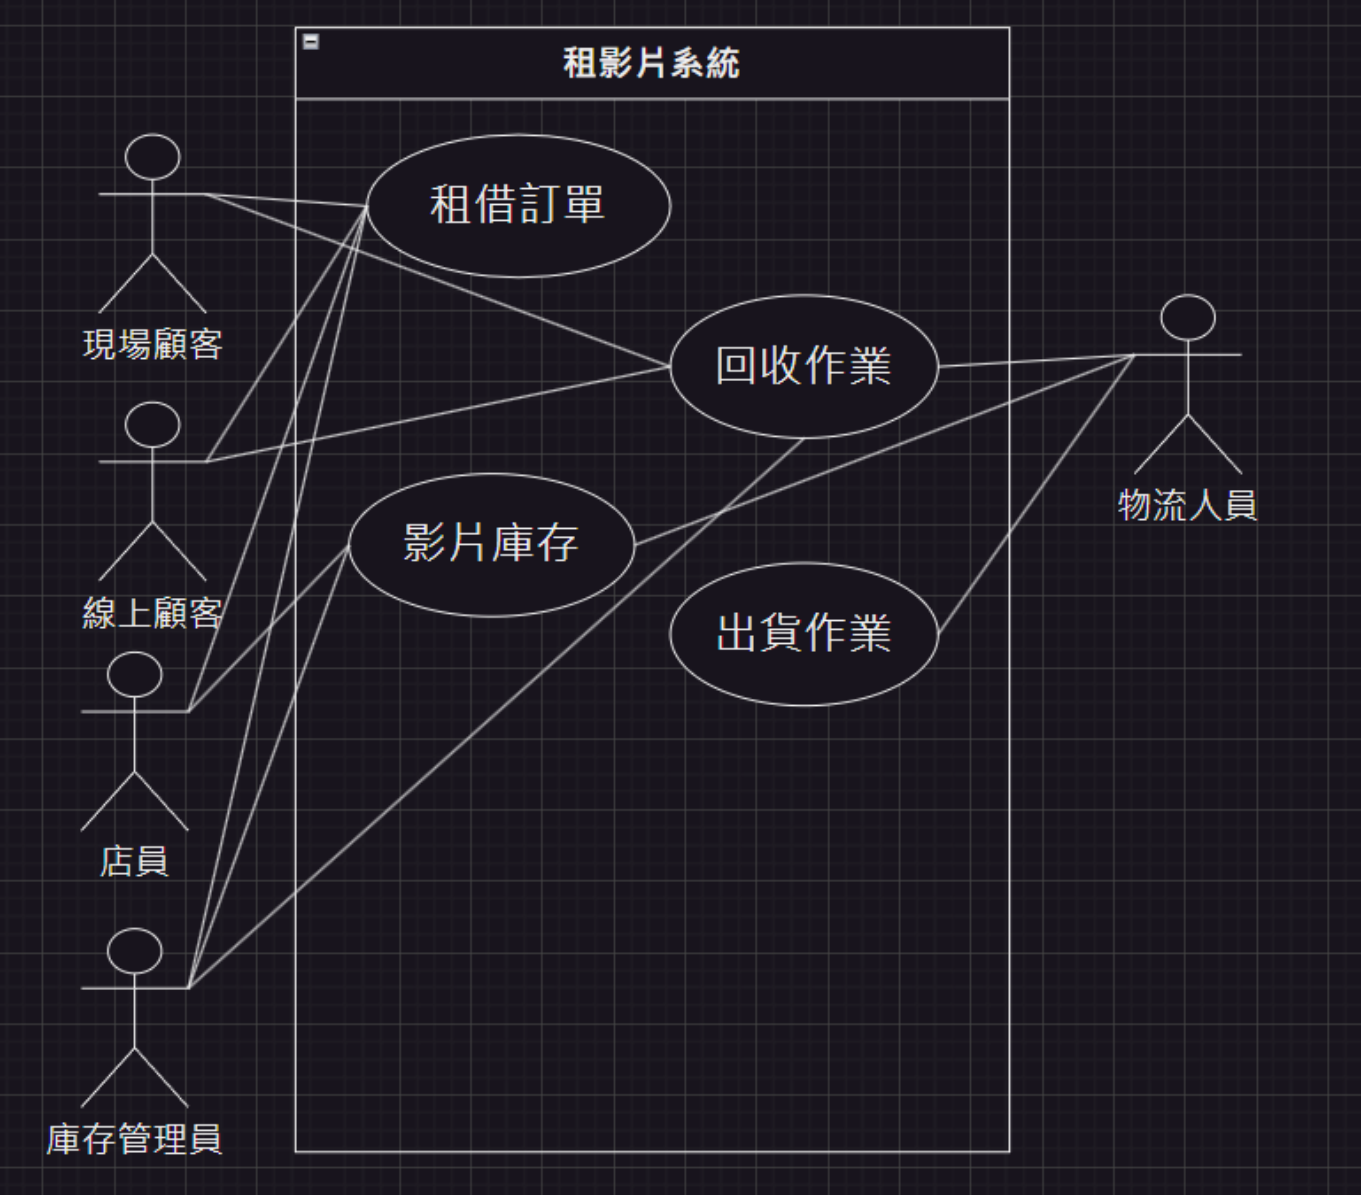 租影片系統
租借訂單
現場顧客
回收作業
線上顧客
影片庫存
物流人員
出貨作業
店員
庫存管理員